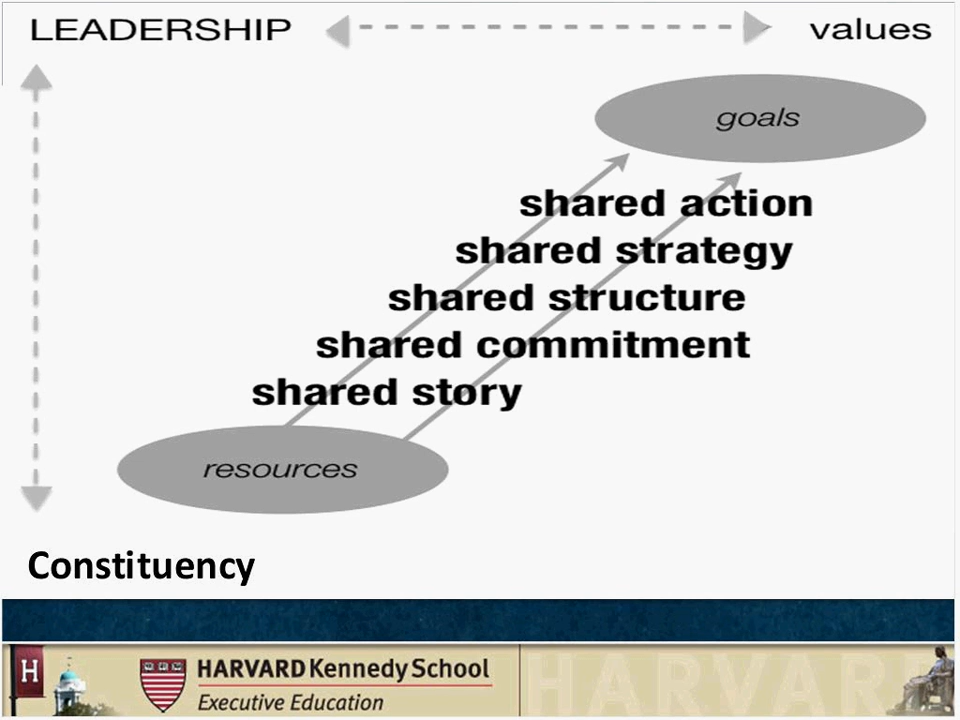 LEADERSHIP values
goals
shared action
shared strategy
shared structure
shared commitment
shared story
resources
Constituency
H
HARVARD Kennedy School
Executive Education
HARVARD